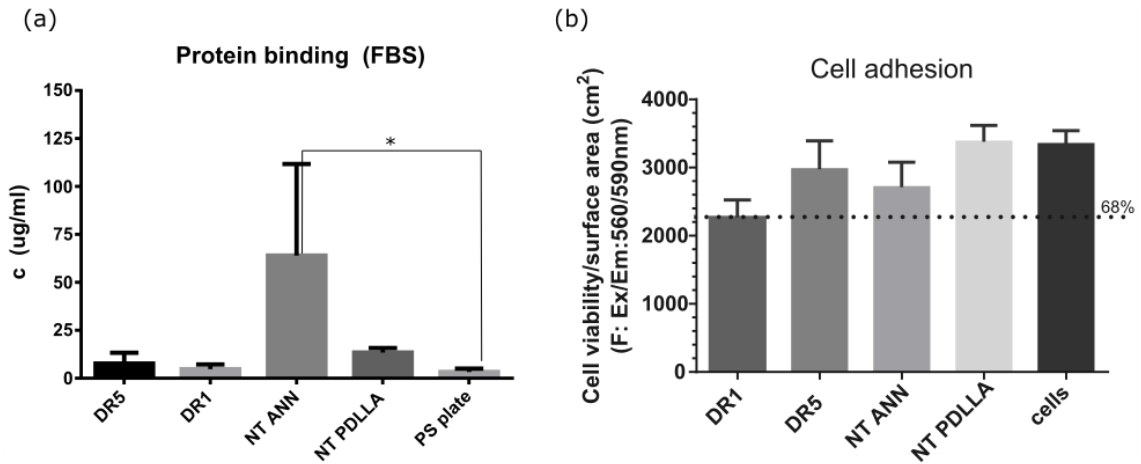 (a)
Protein binding (FBS)
c (ug/ml)
150
125
100
75
50
25
0
*
DR5
DR1
NT ANN
NT PDLLA
PS plate
(b)
Cell adhesion
Cell viability/surface area (cm²)
(F: Ex/Em:560/590nm)
4000
3000
2000
1000
0
68%
DR1
DR5
NT ANN
NT PDLLA
cells